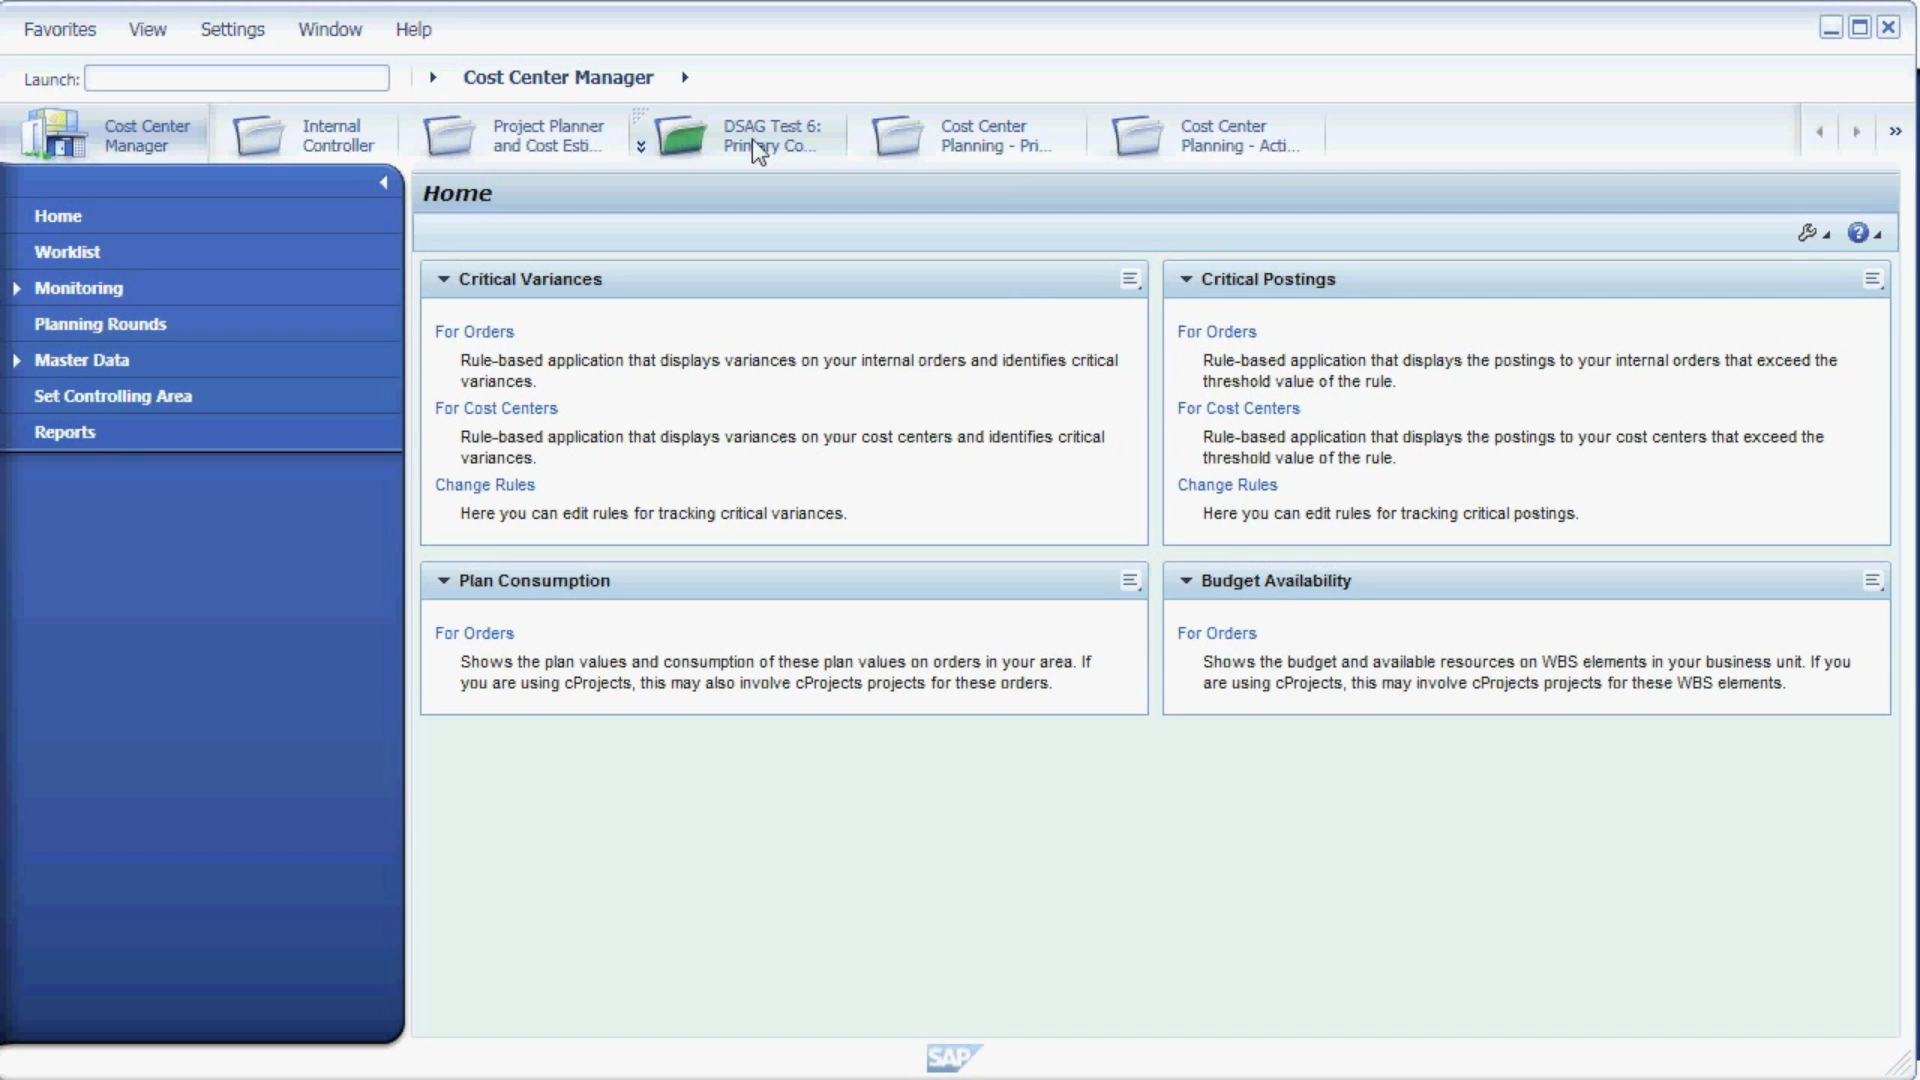 Favorites View Settings Window Help
Launch: Cost Center Manager
Cost Center
Manager
Internal
Controller
Project Planner
and Cost Esti...
DSAG Test 6:
Primary Co...
Cost Center
Planning - Pri...
Cost Center
Planning - Acti...
Home
Worklist
Monitoring
Planning Rounds
Master Data
Set Controlling Area
Reports
Home
Critical Variances
For Orders
Rule-based application that displays variances on your internal orders and identifies critical
variances.
For Cost Centers
Rule-based application that displays variances on your cost centers and identifies critical
variances.
Change Rules
Here you can edit rules for tracking critical variances.
Critical Postings
For Orders
Rule-based application that displays the postings to your internal orders that exceed the
threshold value of the rule.
For Cost Centers
Rule-based application that displays the postings to your cost centers that exceed the
threshold value of the rule.
Change Rules
Here you can edit rules for tracking critical postings.
Plan Consumption
For Orders
Shows the plan values and consumption of these plan values on orders in your area. If
you are using cProjects, this may also involve cProjects projects for these orders.
Budget Availability
For Orders
Shows the budget and available resources on WBS elements in your business unit. If you
are using cProjects, this may involve cProjects projects for these WBS elements.
SAP